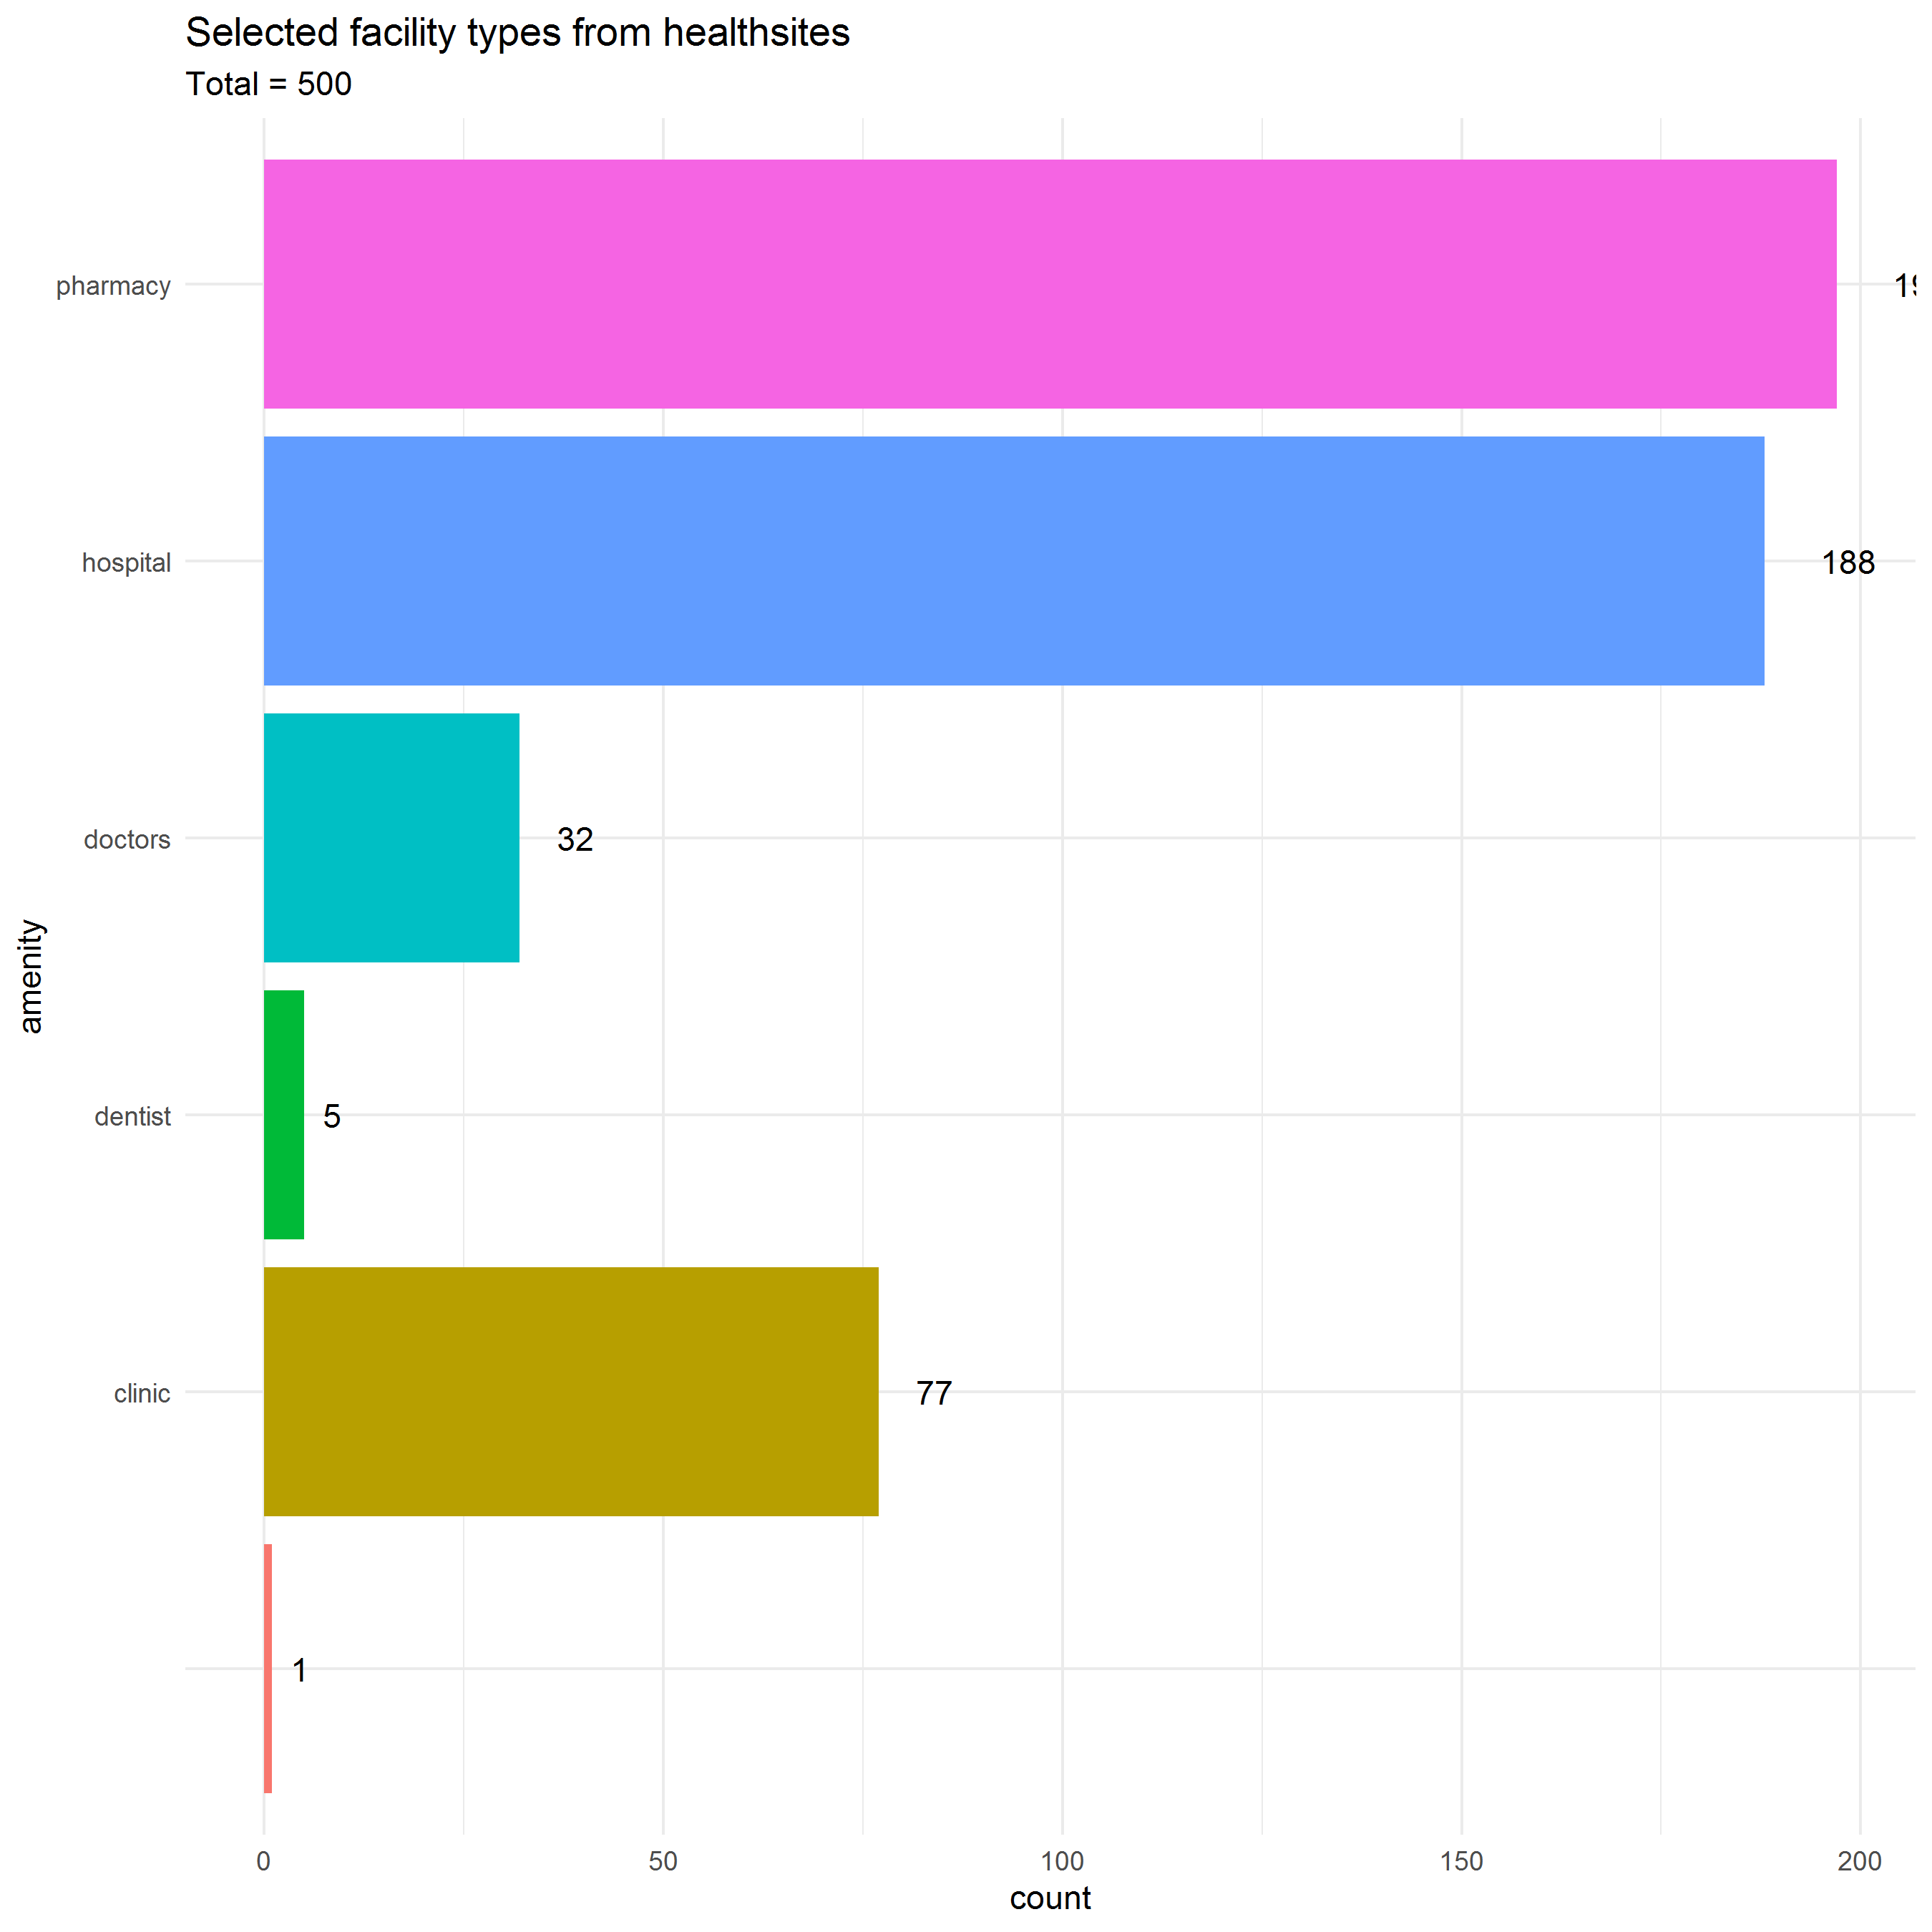 Selected facility types from healthsites
Total = 500
pharmacy
hospital
188
doctors
32
amenity
dentist
5
clinic
77
1
0 50 100 150 200
count